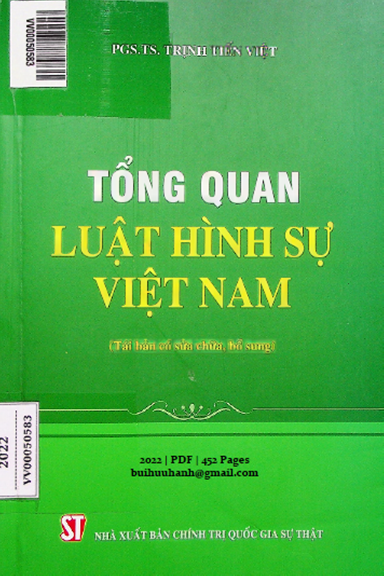 VV00050583
PGS.TS. TRỊNH TIẾN VIỆT
TỔNG QUAN
LUẬT HÌNH SỰ
VIỆT NAM
(Tái bản có sửa chữa, bổ sung)
2022
VV00050583
2022 | PDF | 452 Pages
buihuuhanh@gmail.com
ST
NHÀ XUẤT BẢN CHÍNH TRỊ QUỐC GIA SỰ THẬT